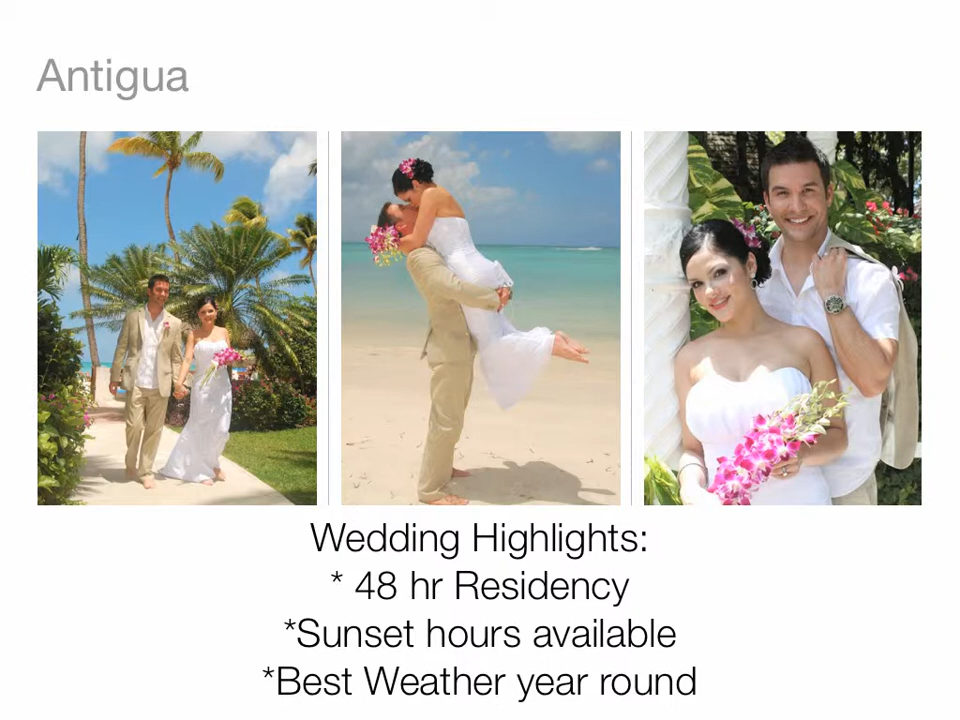 Antigua
Wedding Highlights:
* 48 hr Residency
*Sunset hours available
*Best Weather year round